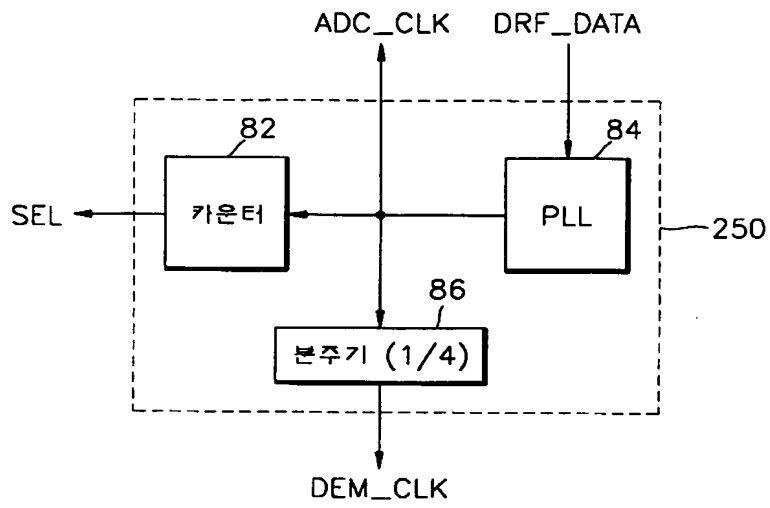 ADC_CLK DRF_DATA
82
84
SEL
카운터
PLL
250
86
분주기 (1/4)
DEM_CLK